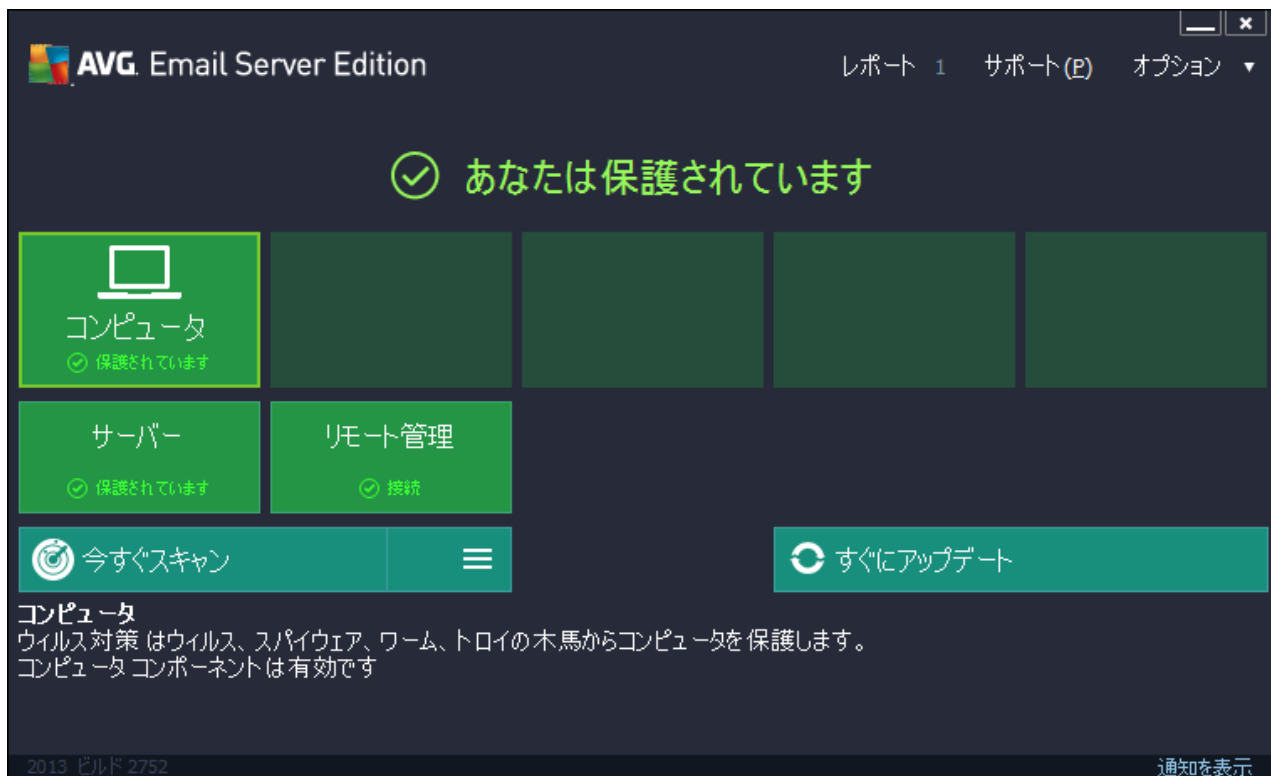 AVG. Email Server Edition
レポート 1 サポート(P) オプション ▼
あなたは保護されています
コンピュータ
保護されています
サーバー
保護されています
リモート管理
接続
今すぐスキャン
すぐにアップデート
コンピュータ
ウィルス対策 はウィルス、スパイウェア、ワーム、トロイの木馬からコンピュータを保護します。
コンピュータ コンポーネントは有効です
2013 ビルド 2752
通知を表示